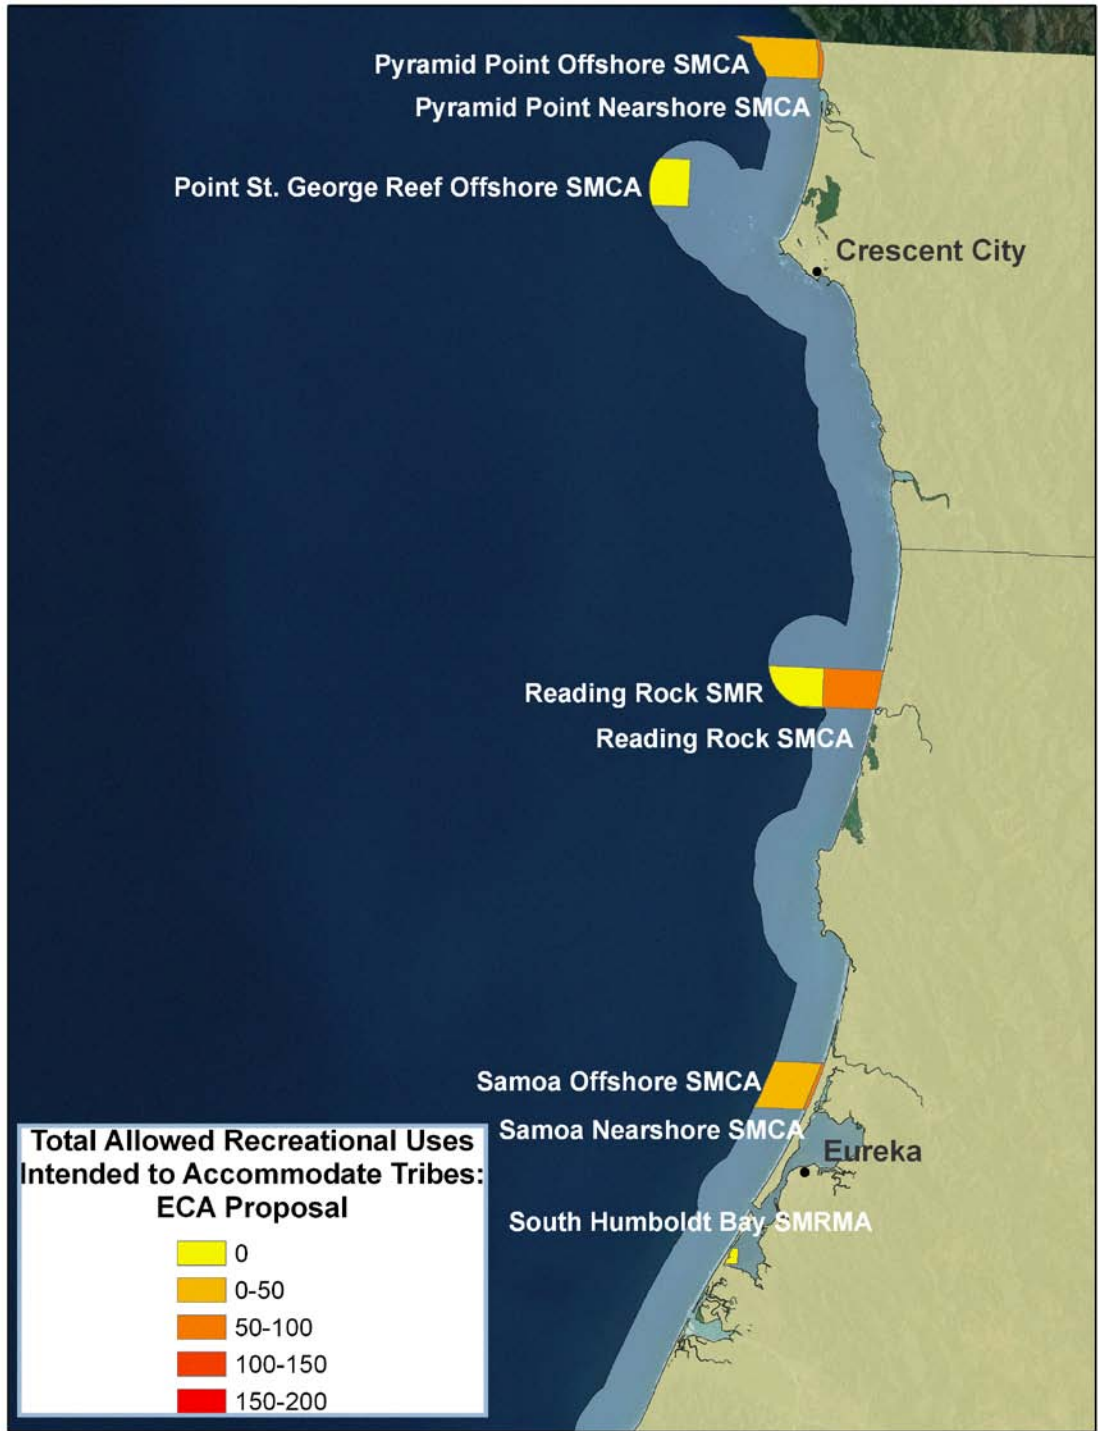 Pyramid Point Offshore SMCA
Pyramid Point Nearshore SMCA
Point St. George Reef Offshore SMCA
Crescent City
Reading Rock SMR
Reading Rock SMCA
Samoa Offshore SMCA
Samoa Nearshore SMCA
Eureka
South Humboldt Bay SMRMA
Total Allowed Recreational Uses
Intended to Accommodate Tribes:
ECA Proposal
0
0-50
50-100
100-150
150-200